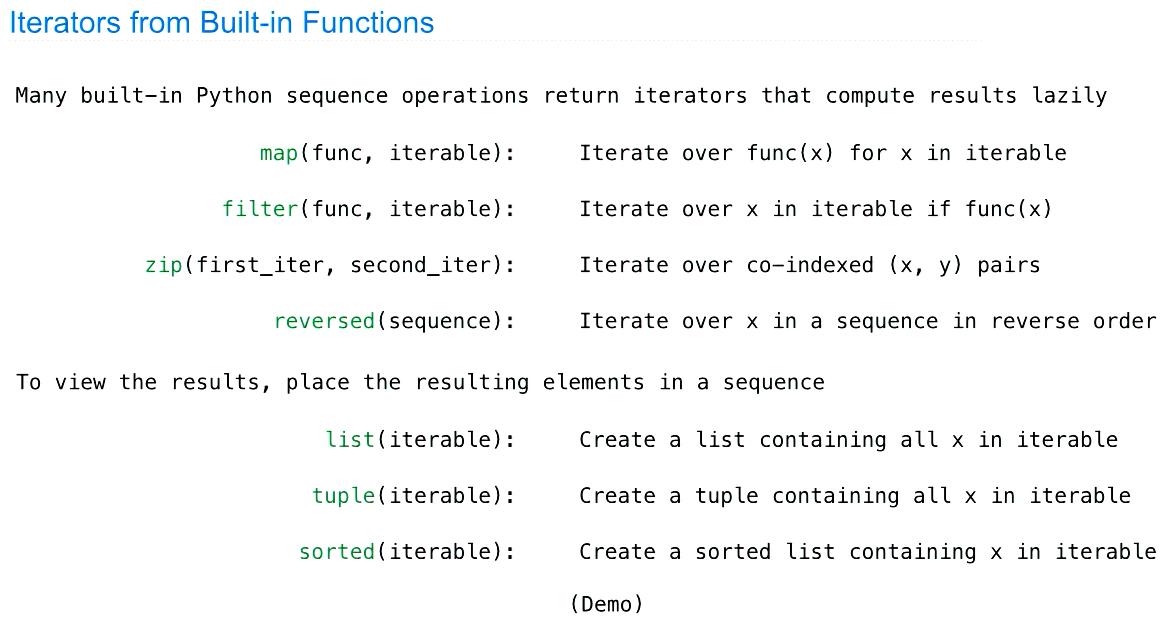 Iterators from Built-in Functions
Many built-in Python sequence operations return iterators that compute results lazily
map(func, iterable): Iterate over func(x) for x in iterable
filter(func, iterable): Iterate over x in iterable if func(x)
zip(first_iter, second_iter): Iterate over co-indexed (x, y) pairs
reversed(sequence): Iterate over x in a sequence in reverse order
To view the results, place the resulting elements in a sequence
list(iterable): Create a list containing all x in iterable
tuple(iterable): Create a tuple containing all x in iterable
sorted(iterable): Create a sorted list containing x in iterable
(Demo)